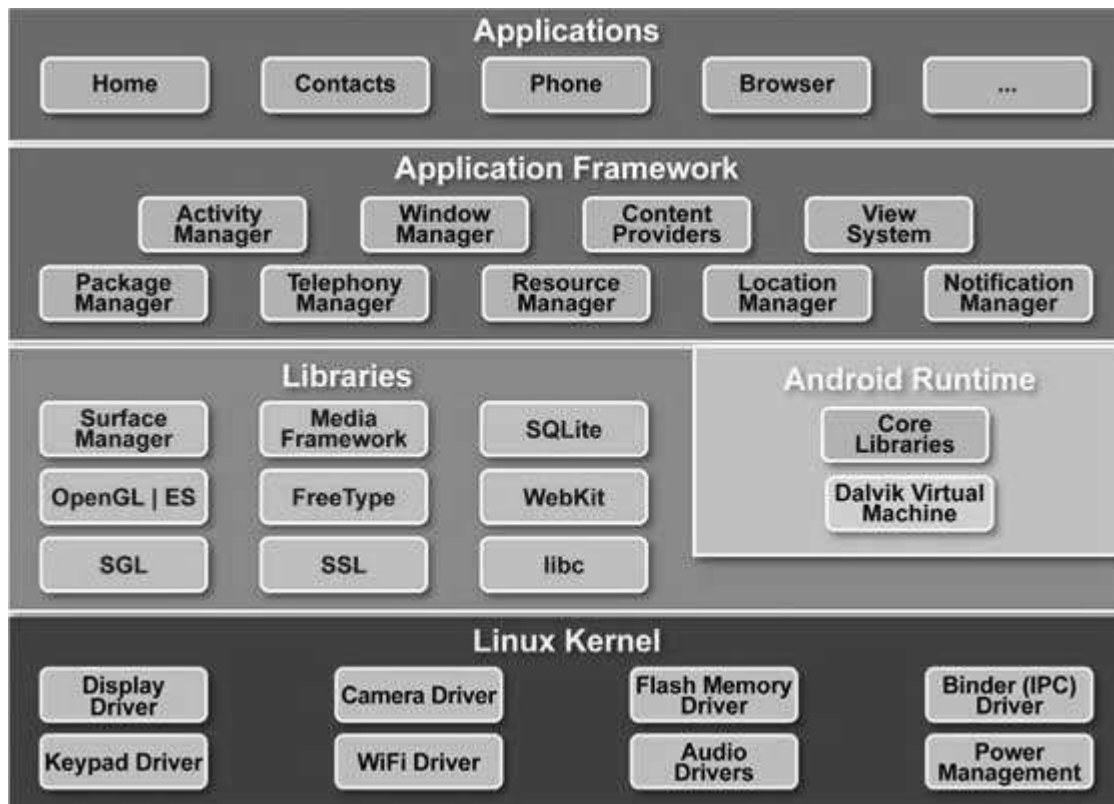 Applications
Home
Contacts
Phone
Browser
...
Application Framework
Activity
Manager
Window
Manager
Content
Providers
View
System
Package
Manager
Telephony
Manager
Resource
Manager
Location
Manager
Notification
Manager
Libraries
Surface
Manager
Media
Framework
SQLite
OpenGL | ES
FreeType
WebKit
SGL
SSL
libc
Android Runtime
Core
Libraries
Dalvik Virtual
Machine
Linux Kernel
Display
Driver
Camera Driver
Flash Memory
Driver
Binder (IPC)
Driver
Keypad Driver
WiFi Driver
Audio
Drivers
Power
Management